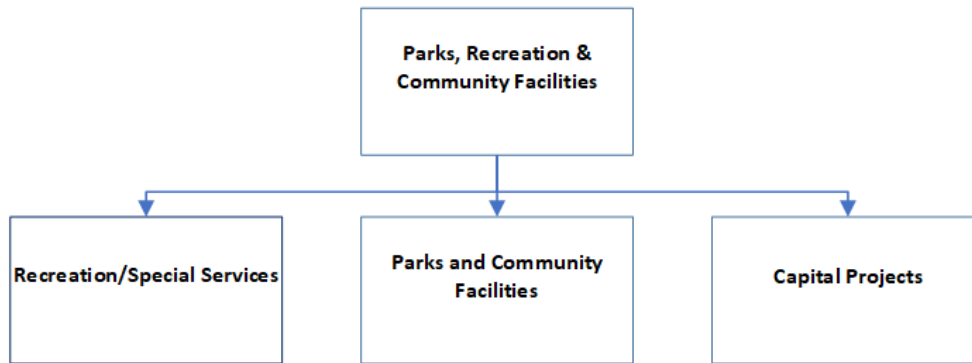 Parks, Recreation &
Community Facilities
Recreation/Special Services
Parks and Community
Facilities
Capital Projects